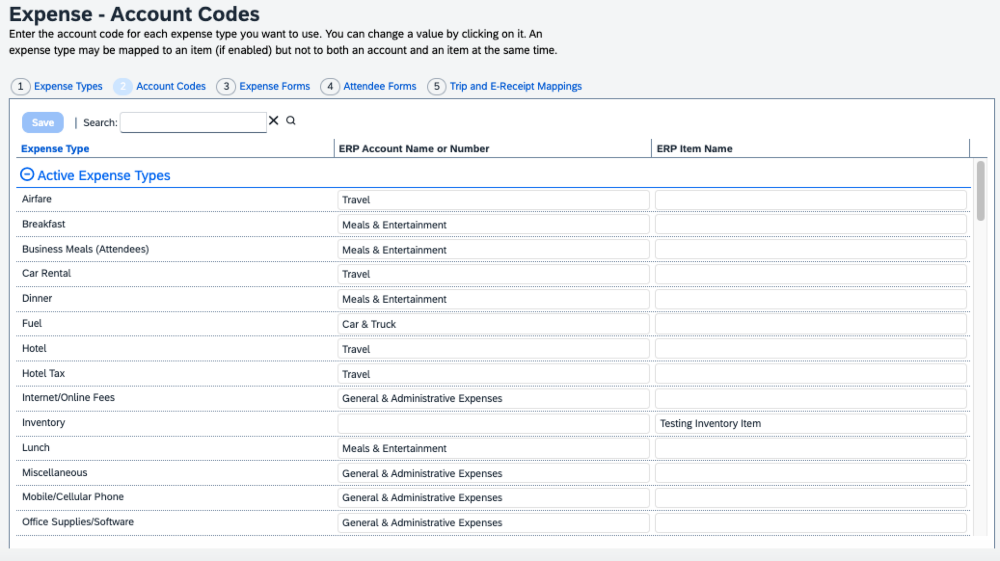 Expense - Account Codes
Enter the account code for each expense type you want to use. You can change a value by clicking on it. An
expense type may be mapped to an item (if enabled) but not to both an account and an item at the same time.
1 Expense Types 2 Account Codes 3 Expense Forms 4 Attendee Forms 5 Trip and E-Receipt Mappings
Save | Search:
Expense Type ERP Account Name or Number ERP Item Name
Active Expense Types
Airfare Travel
Breakfast Meals & Entertainment
Business Meals (Attendees) Meals & Entertainment
Car Rental Travel
Dinner Meals & Entertainment
Fuel Car & Truck
Hotel Travel
Hotel Tax Travel
Internet/Online Fees General & Administrative Expenses
Inventory Testing Inventory Item
Lunch Meals & Entertainment
Miscellaneous General & Administrative Expenses
Mobile/Cellular Phone General & Administrative Expenses
Office Supplies/Software General & Administrative Expenses